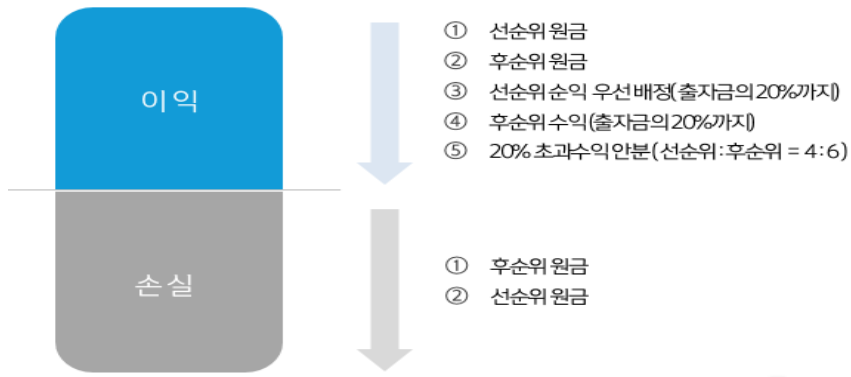 이익
① 선순위 원금
② 후순위 원금
③ 선순위 순익 우선 배정(출자금의 20%까지)
④ 후순위 수익(출자금의 20%까지)
⑤ 20% 초과수익 안분(선순위:후순위 = 4:6)
손실
① 후순위 원금
② 선순위 원금